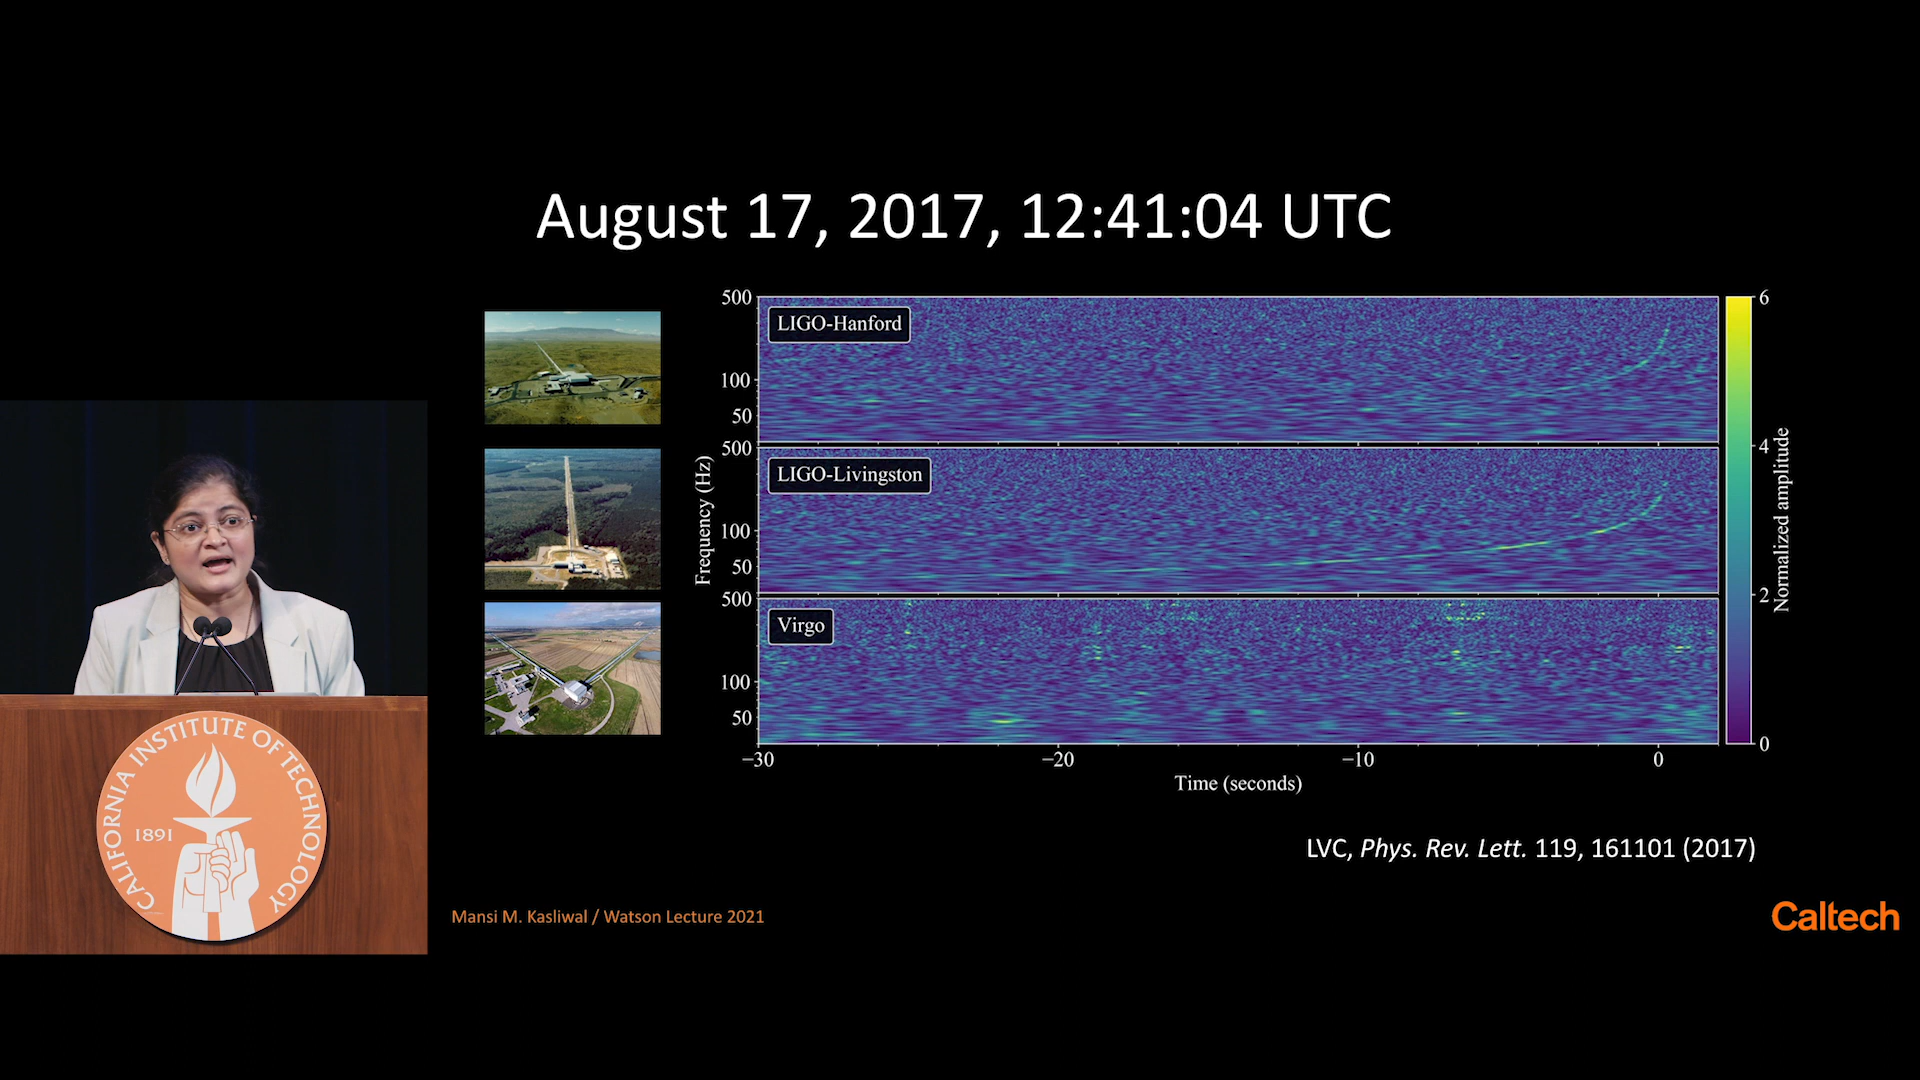 August 17, 2017, 12:41:04 UTC
500
100
50
LIGO-Hanford
500
100
50
LIGO-Livingston
500
100
50
Virgo
Frequency (Hz)
−30
−20
−10
0
Time (seconds)
6
4
2
0
Normalized amplitude
LVC, Phys. Rev. Lett. 119, 161101 (2017)
CALIFORNIA INSTITUTE OF TECHNOLOGY
1891
Mansi M. Kasliwal / Watson Lecture 2021
Caltech